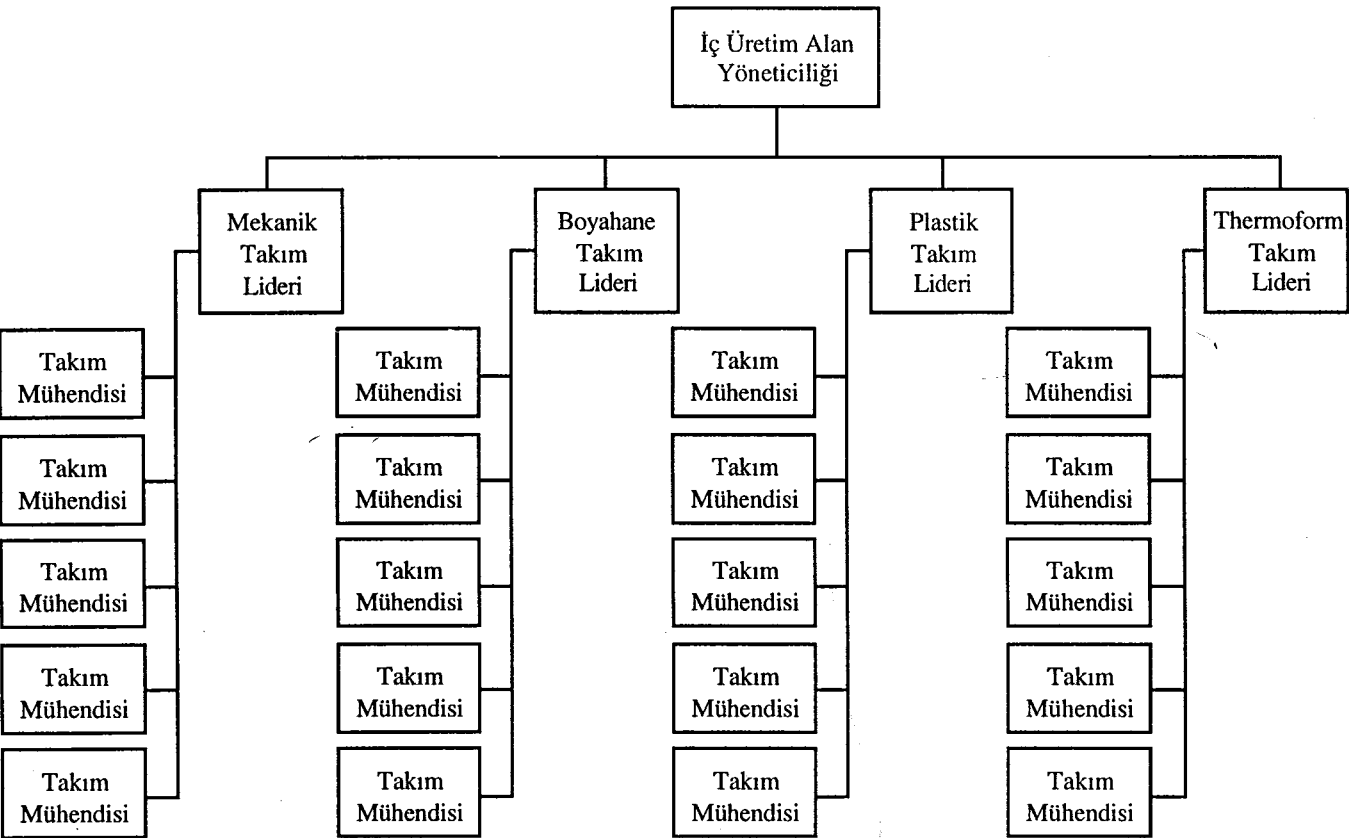 İç Üretim Alan
Yöneticiliği
Mekanik
Takım
Lideri
Boyahane
Takım
Lideri
Plastik
Takım
Lideri
Thermoform
Takım
Lideri
Takım
Mühendisi
Takım
Mühendisi
Takım
Mühendisi
Takım
Mühendisi
Takım
Mühendisi
Takım
Mühendisi
Takım
Mühendisi
Takım
Mühendisi
Takım
Mühendisi
Takım
Mühendisi
Takım
Mühendisi
Takım
Mühendisi
Takım
Mühendisi
Takım
Mühendisi
Takım
Mühendisi
Takım
Mühendisi
Takım
Mühendisi
Takım
Mühendisi
Takım
Mühendisi
Takım
Mühendisi